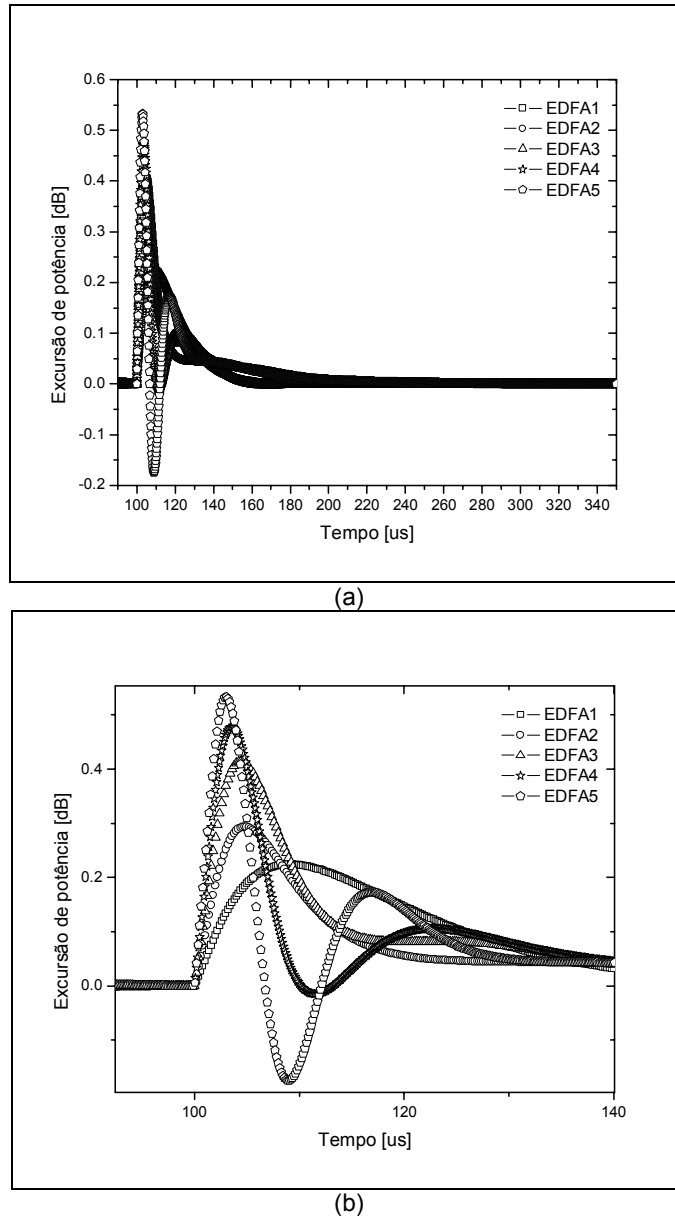 0.6
0.5
0.4
0.3
0.2
0.1
0.0
-0.1
-0.2
Excursão de potência [dB]
EDFA1
EDFA2
EDFA3
EDFA4
EDFA5
100 120 140 160 180 200 220 240 260 280 300 320 340
Tempo [us]
(a)
0.4
0.2
0.0
Excursão de potência [dB]
EDFA1
EDFA2
EDFA3
EDFA4
EDFA5
100 120 140
Tempo [us]
(b)